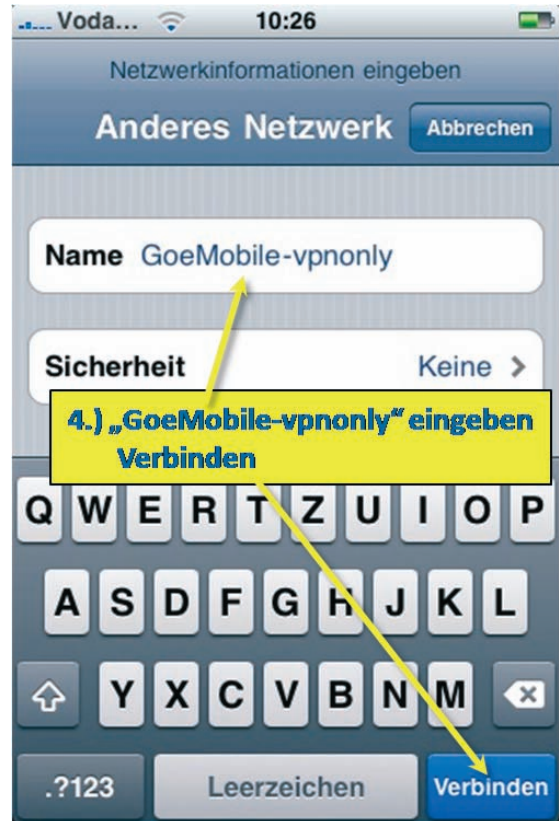 Voda... 10:26
Netzwerkinformationen eingeben
Anderes Netzwerk Abbrechen
Name GoeMobile-vpnonly
Sicherheit Keine >
4.) „GoeMobile-vpnonly“ eingeben
Verbinden
Q W E R T Z U I O P
A S D F G H J K L
Y X C V B N M
.?123 Leerzeichen Verbinden